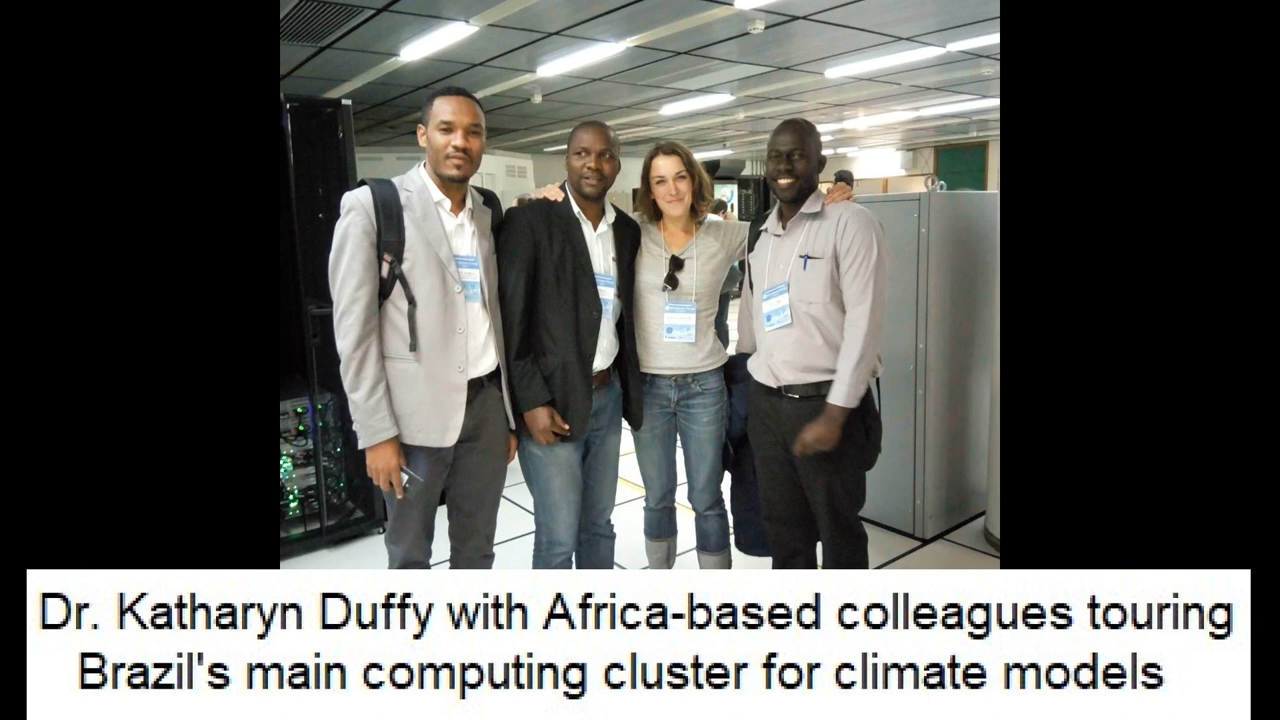 Dr. Katharyn Duffy with Africa-based colleagues touring
Brazil's main computing cluster for climate models